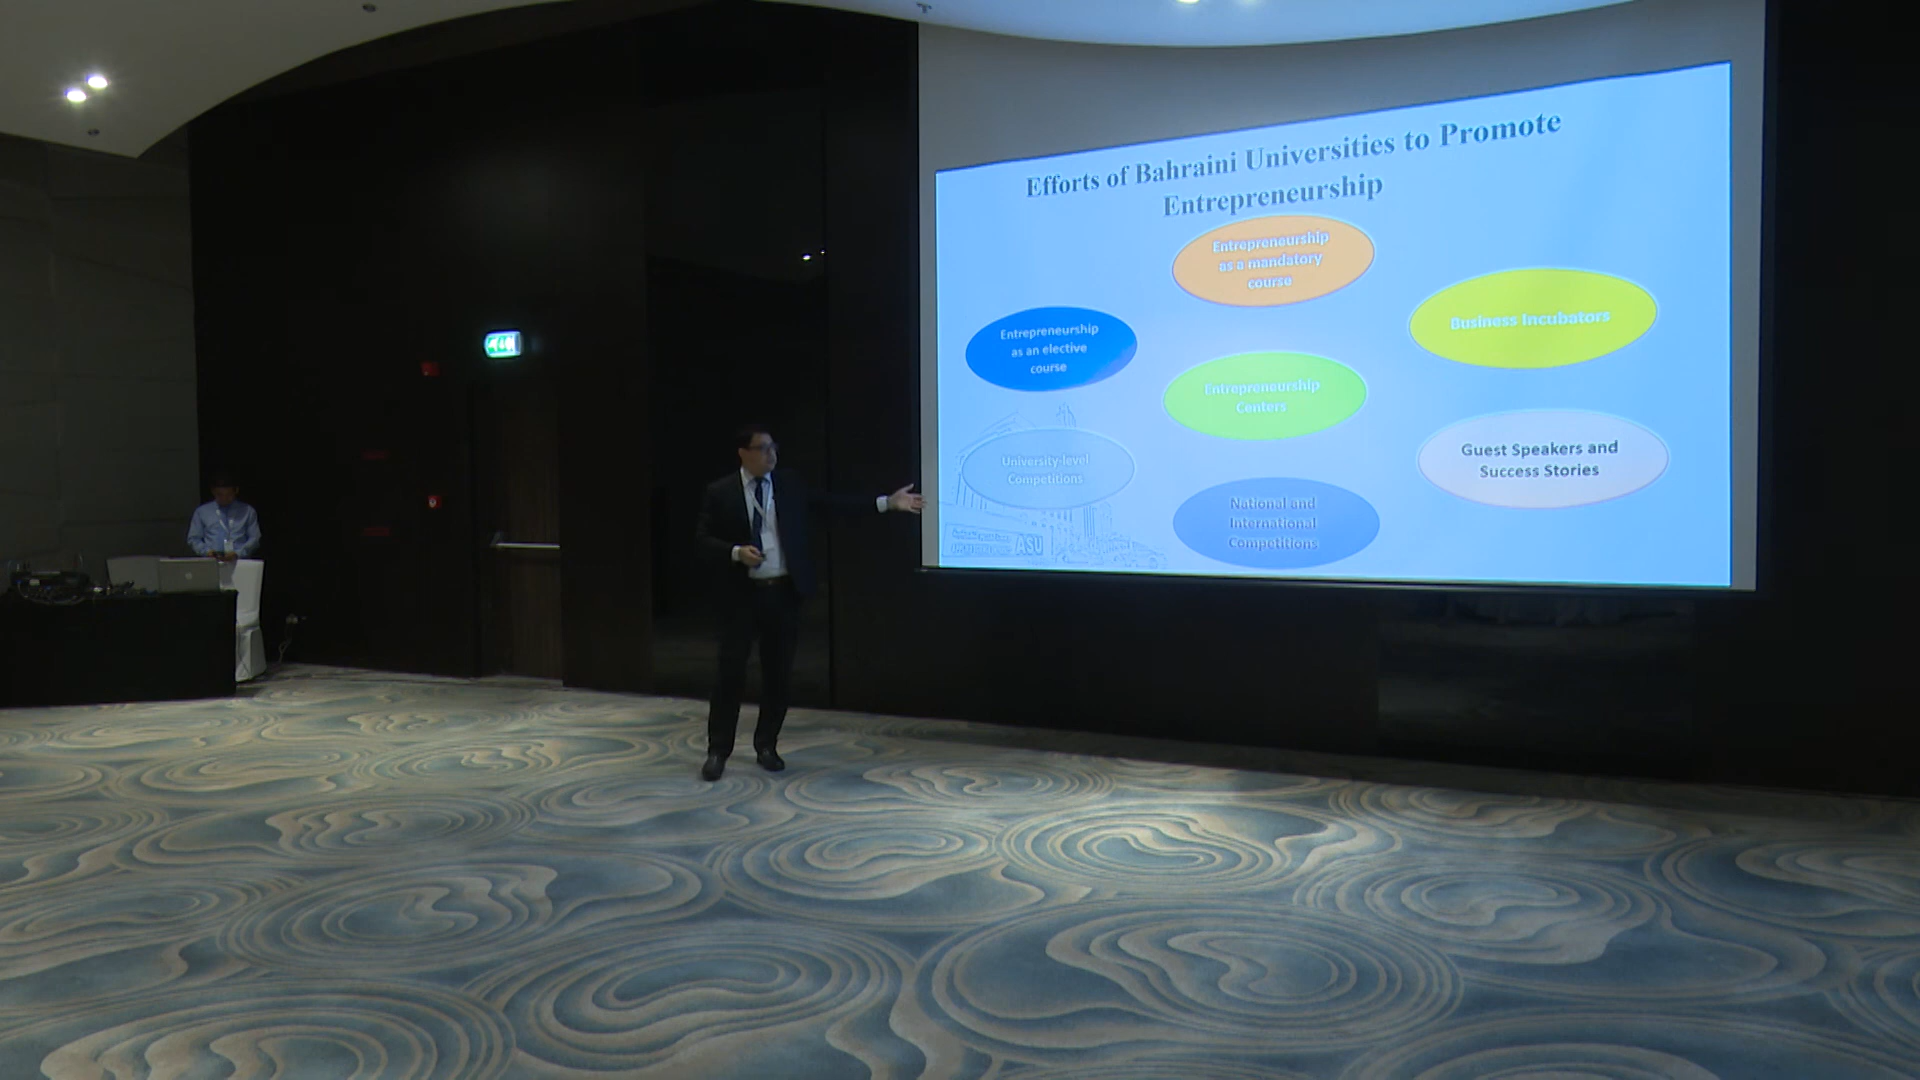 Efforts of Bahraini Universities to Promote
Entrepreneurship
Entrepreneurship
as a mandatory
course
Business Incubators
Entrepreneurship
as an elective
course
Entrepreneurship
Centers
Guest Speakers and
Success Stories
University-level
Competitions
National and
International
Competitions
ASU